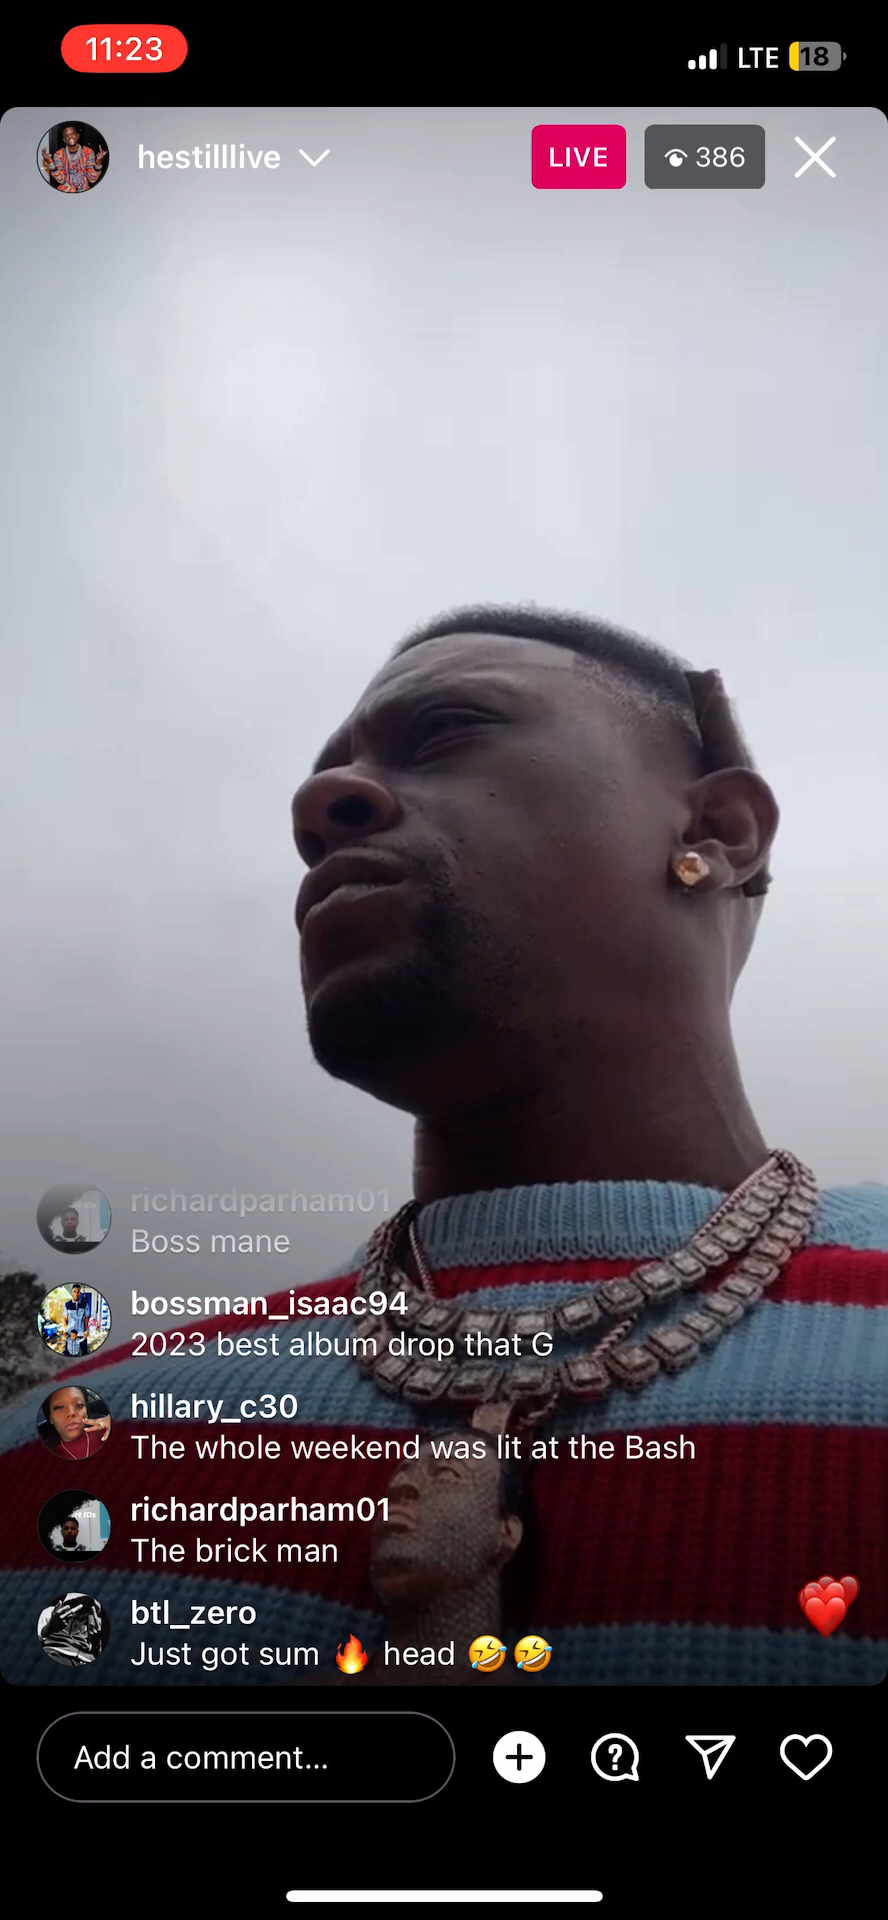 11:23
LTE 18
hestilllive
LIVE
386
richardparham01
Boss mane
bossman_isaac94
2023 best album drop that G
hillary_c30
The whole weekend was lit at the Bash
richardparham01
The brick man
btl_zero
Just got sum 🔥 head 🤣🤣
Add a comment...